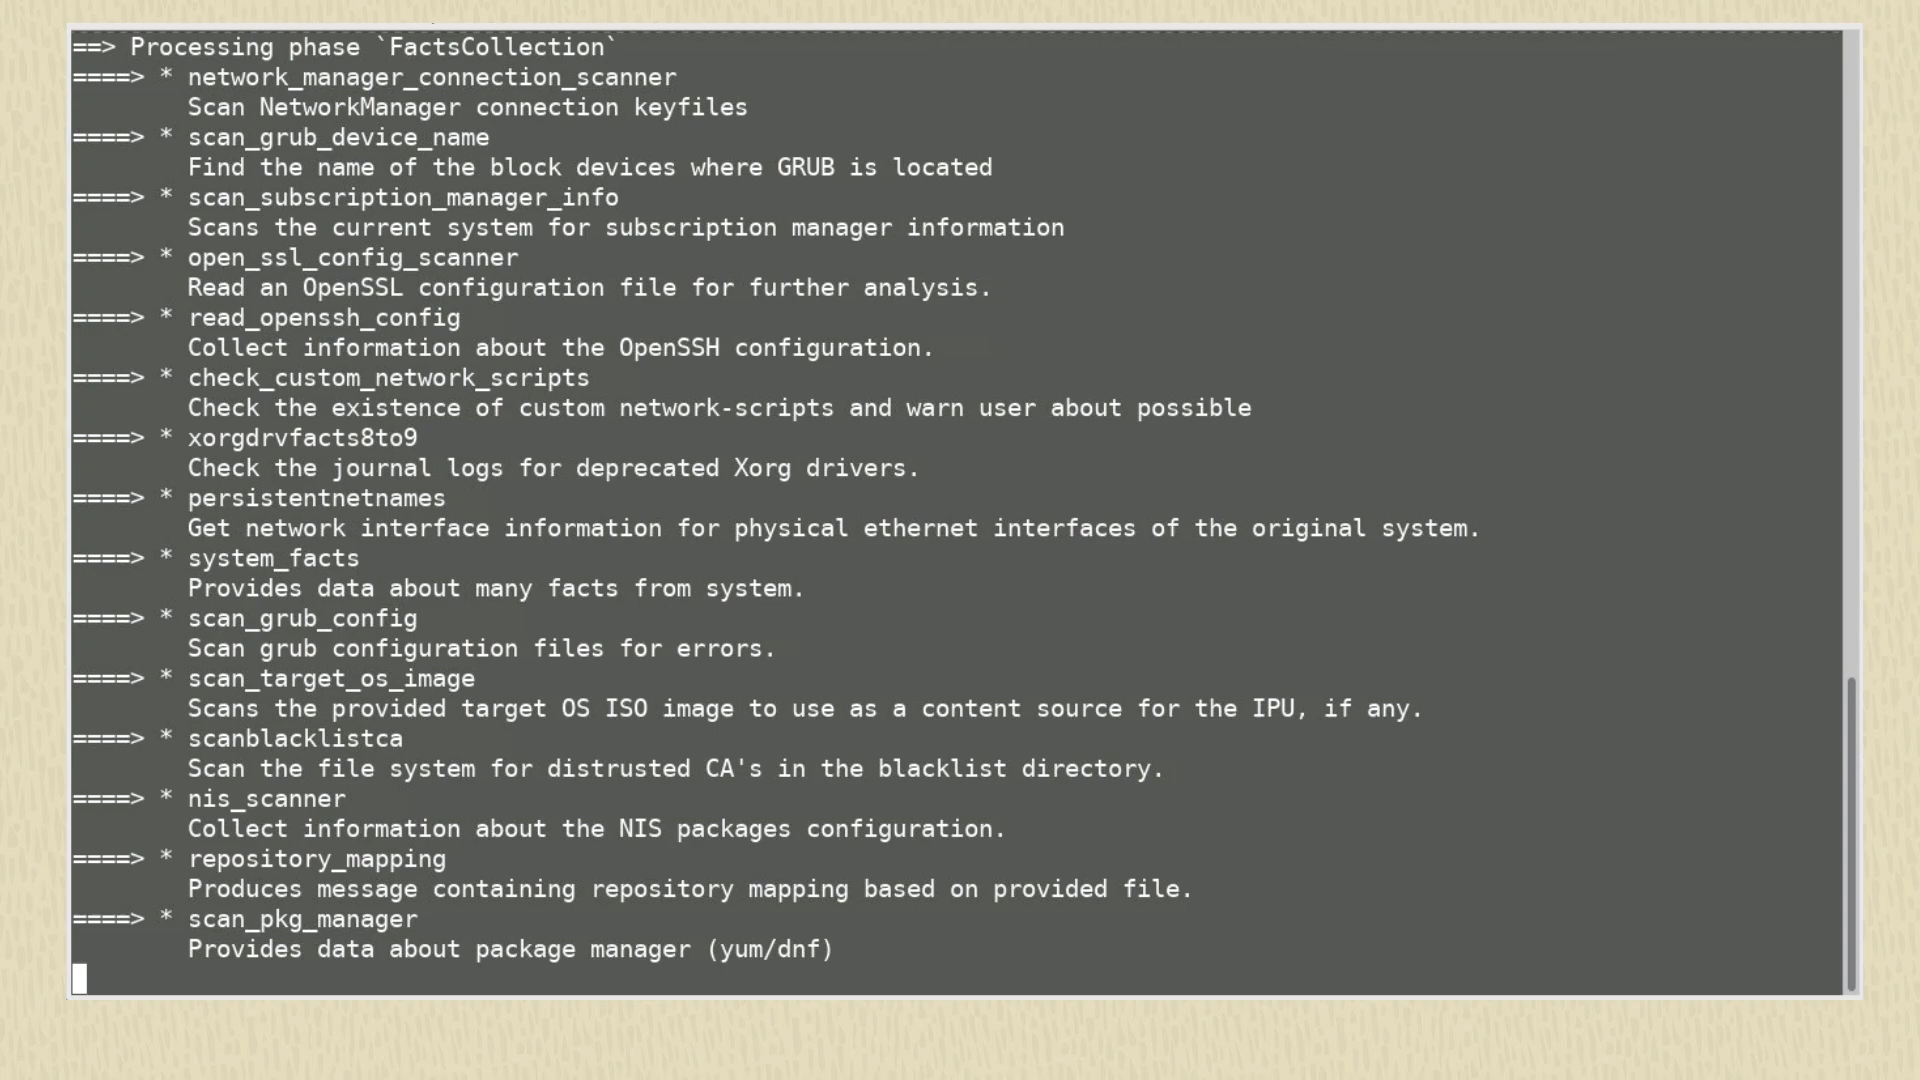 ==> Processing phase `FactsCollection`
====> * network_manager_connection_scanner
Scan NetworkManager connection keyfiles
====> * scan_grub_device_name
Find the name of the block devices where GRUB is located
====> * scan_subscription_manager_info
Scans the current system for subscription manager information
====> * open_ssl_config_scanner
Read an OpenSSL configuration file for further analysis.
====> * read_openssh_config
Collect information about the OpenSSH configuration.
====> * check_custom_network_scripts
Check the existence of custom network-scripts and warn user about possible
====> * xorgdrvfacts8to9
Check the journal logs for deprecated Xorg drivers.
====> * persistentnetnames
Get network interface information for physical ethernet interfaces of the original system.
====> * system_facts
Provides data about many facts from system.
====> * scan_grub_config
Scan grub configuration files for errors.
====> * scan_target_os_image
Scans the provided target OS ISO image to use as a content source for the IPU, if any.
====> * scanblacklistca
Scan the file system for distrusted CA's in the blacklist directory.
====> * nis_scanner
Collect information about the NIS packages configuration.
====> * repository_mapping
Produces message containing repository mapping based on provided file.
====> * scan_pkg_manager
Provides data about package manager (yum/dnf)